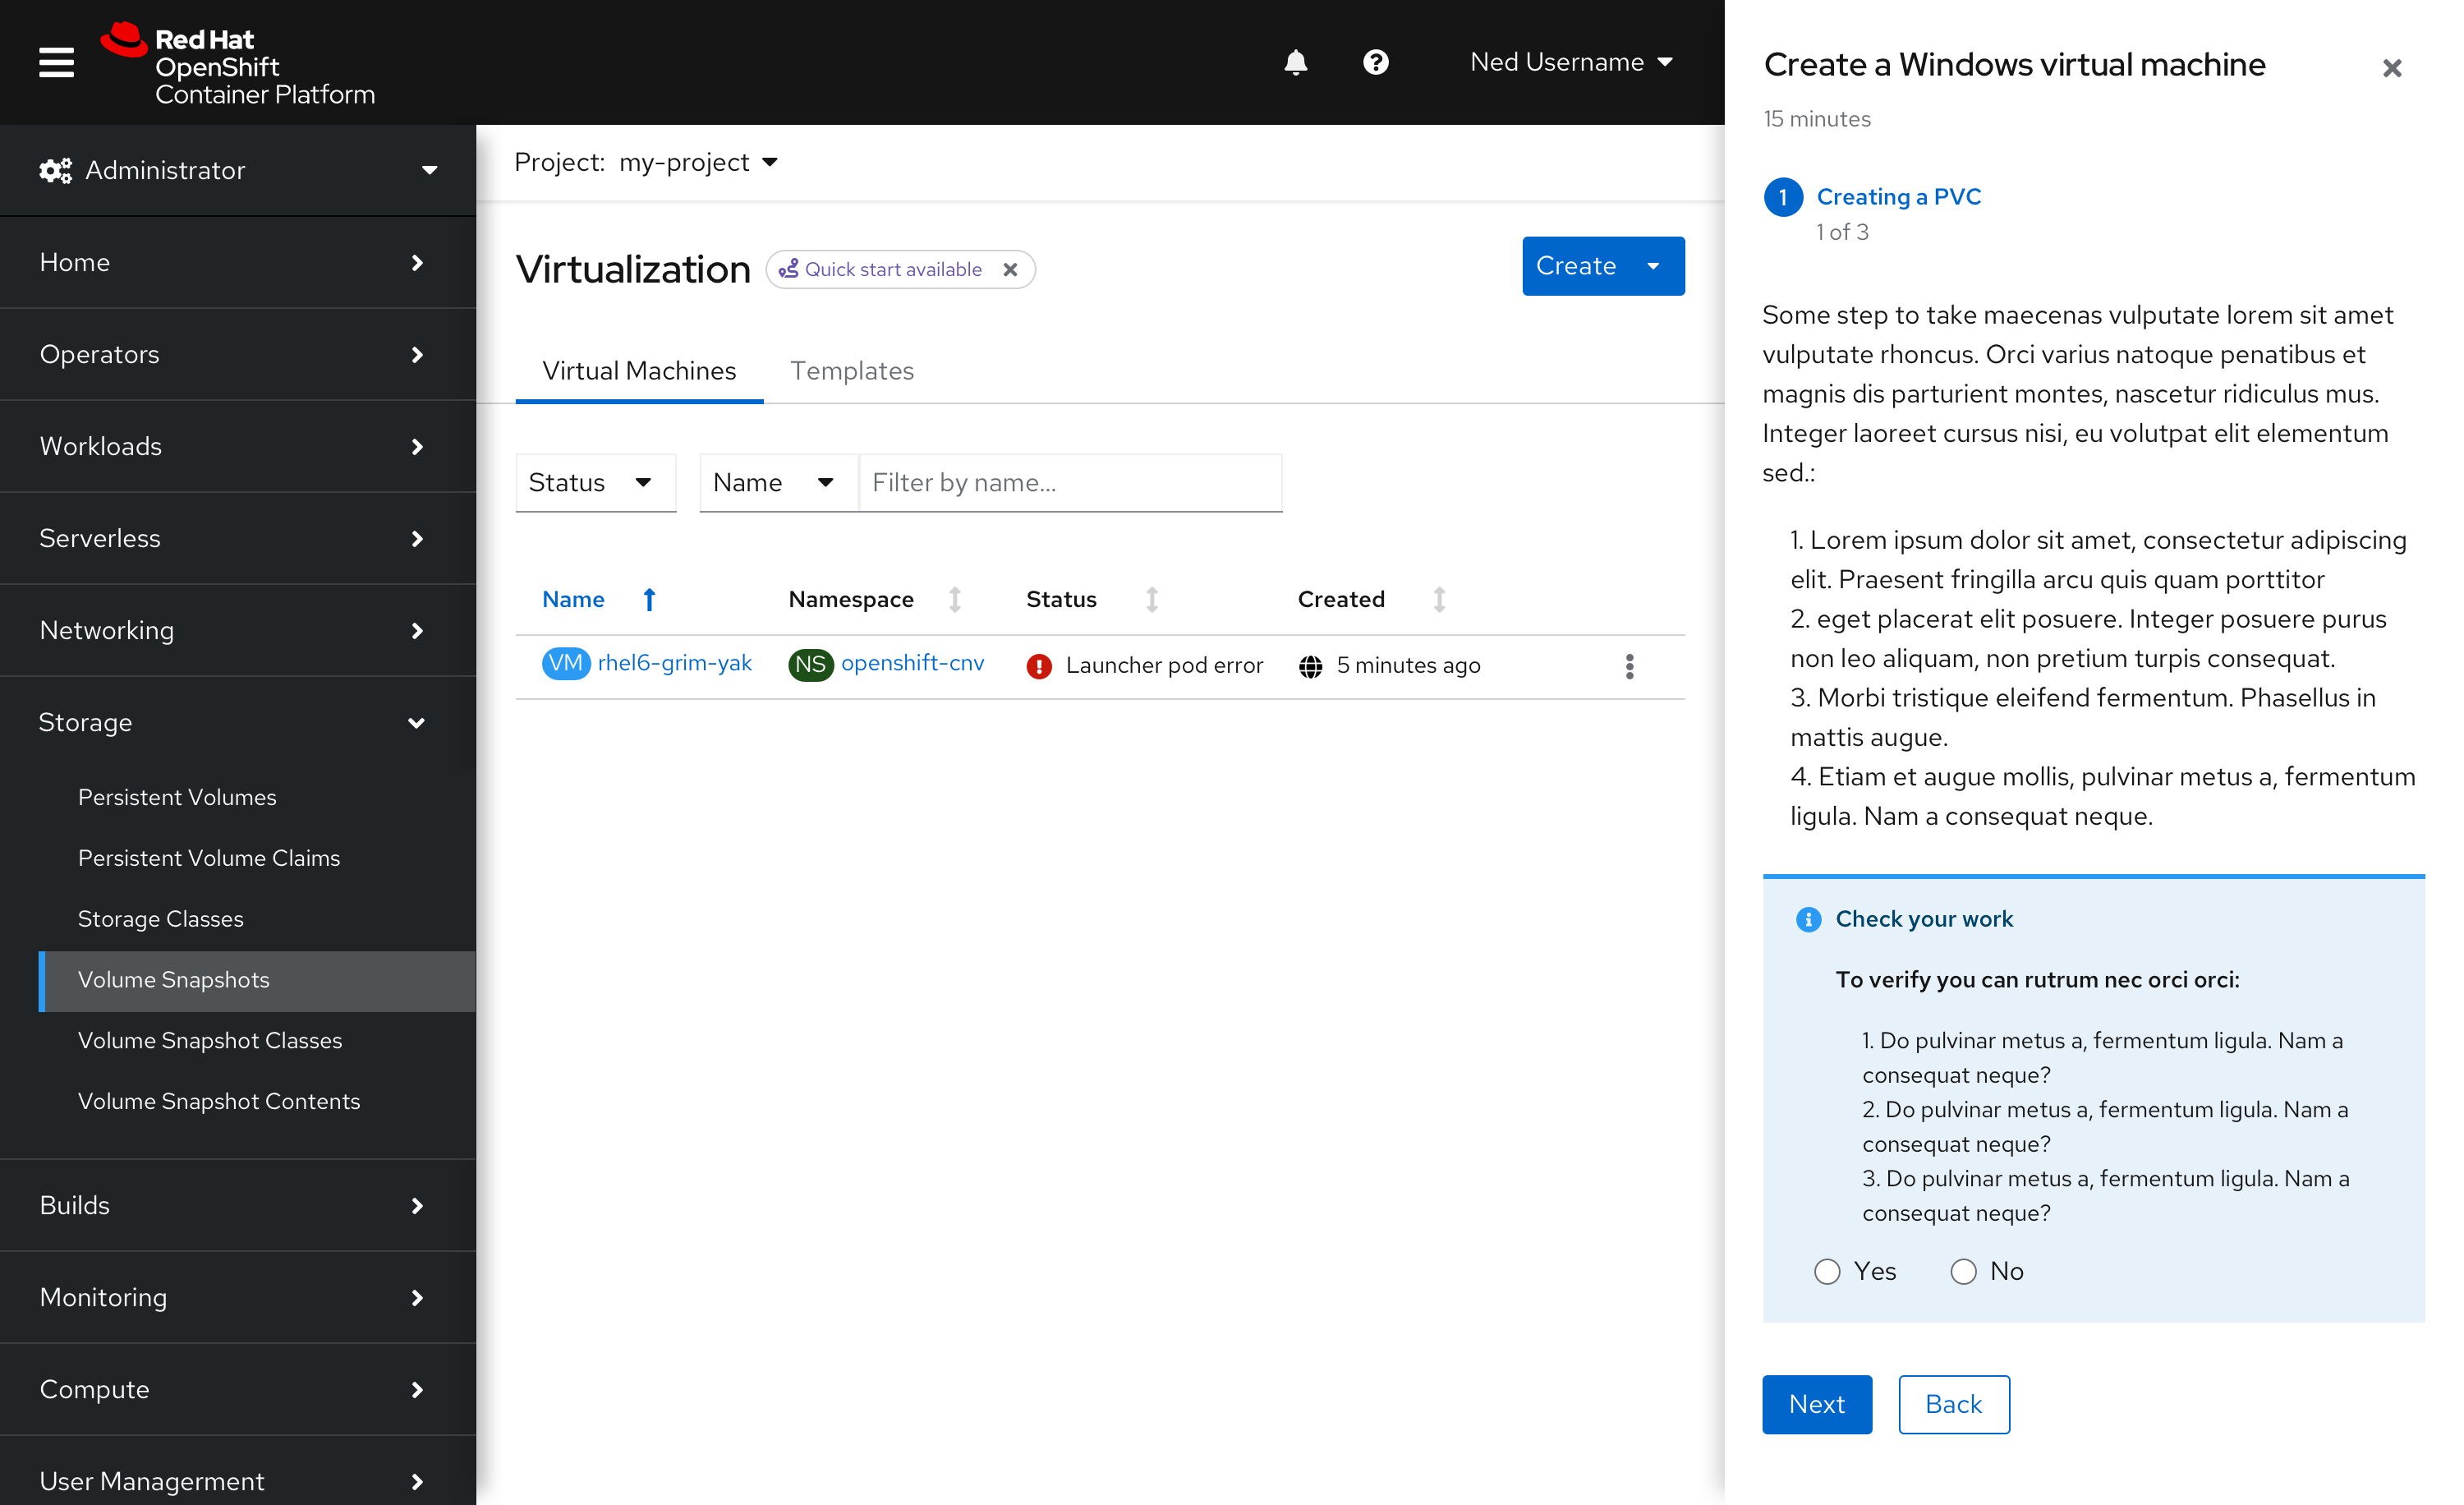 Red Hat
OpenShift
Container Platform
Ned Username
Administrator
Home
Operators
Workloads
Serverless
Networking
Storage
Persistent Volumes
Persistent Volume Claims
Storage Classes
Volume Snapshots
Volume Snapshot Classes
Volume Snapshot Contents
Builds
Monitoring
Compute
User Managerment
Project: my-project
Virtualization
Quick start available
Create
Virtual Machines Templates
Status Name Filter by name...
Name Namespace Status Created
VM rhel6-grim-yak NS openshift-cnv Launcher pod error 5 minutes ago
Create a Windows virtual machine
15 minutes
1 Creating a PVC
1 of 3
Some step to take maecenas vulputate lorem sit amet
vulputate rhoncus. Orci varius natoque penatibus et
magnis dis parturient montes, nascetur ridiculus mus.
Integer laoreet cursus nisi, eu volutpat elit elementum
sed.:
1. Lorem ipsum dolor sit amet, consectetur adipiscing
elit. Praesent fringilla arcu quis quam porttitor
2. eget placerat elit posuere. Integer posuere purus
non leo aliquam, non pretium turpis consequat.
3. Morbi tristique eleifend fermentum. Phasellus in
mattis augue.
4. Etiam et augue mollis, pulvinar metus a, fermentum
ligula. Nam a consequat neque.
Check your work
To verify you can rutrum nec orci orci:
1. Do pulvinar metus a, fermentum ligula. Nam a
consequat neque?
2. Do pulvinar metus a, fermentum ligula. Nam a
consequat neque?
3. Do pulvinar metus a, fermentum ligula. Nam a
consequat neque?
Yes No
Next Back